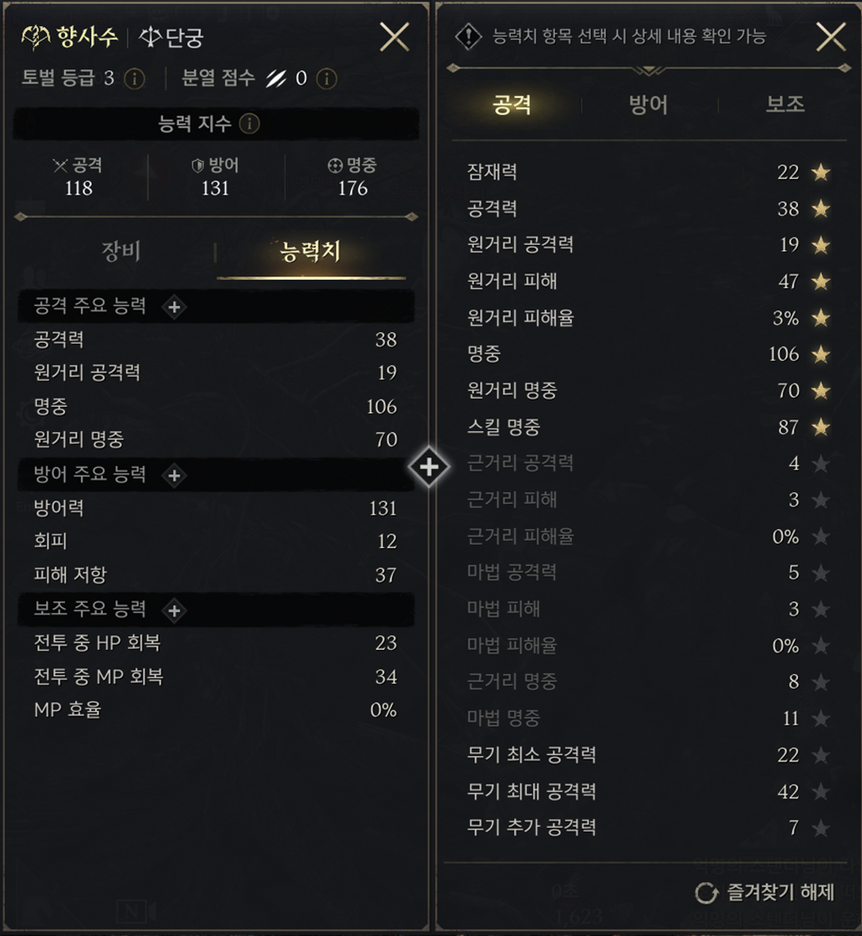 향사수 단궁
토벌 등급 3 분열 점수 0
능력 지수
공격 방어 명중
118 131 176
장비 능력치
공격 주요 능력
공격력 38
원거리 공격력 19
명중 106
원거리 명중 70
방어 주요 능력
방어력 131
회피 12
피해 저항 37
보조 주요 능력
전투 중 HP 회복 23
전투 중 MP 회복 34
MP 효율 0%
능력치 항목 선택 시 상세 내용 확인 가능
공격 방어 보조
잠재력 22
공격력 38
원거리 공격력 19
원거리 피해 47
원거리 피해율 3%
명중 106
원거리 명중 70
스킬 명중 87
근거리 공격력 4
근거리 피해 3
근거리 피해율 0%
마법 공격력 5
마법 피해 3
마법 피해율 0%
근거리 명중 8
마법 명중 11
무기 최소 공격력 22
무기 최대 공격력 42
무기 추가 공격력 7
즐겨찾기 해제
1,623